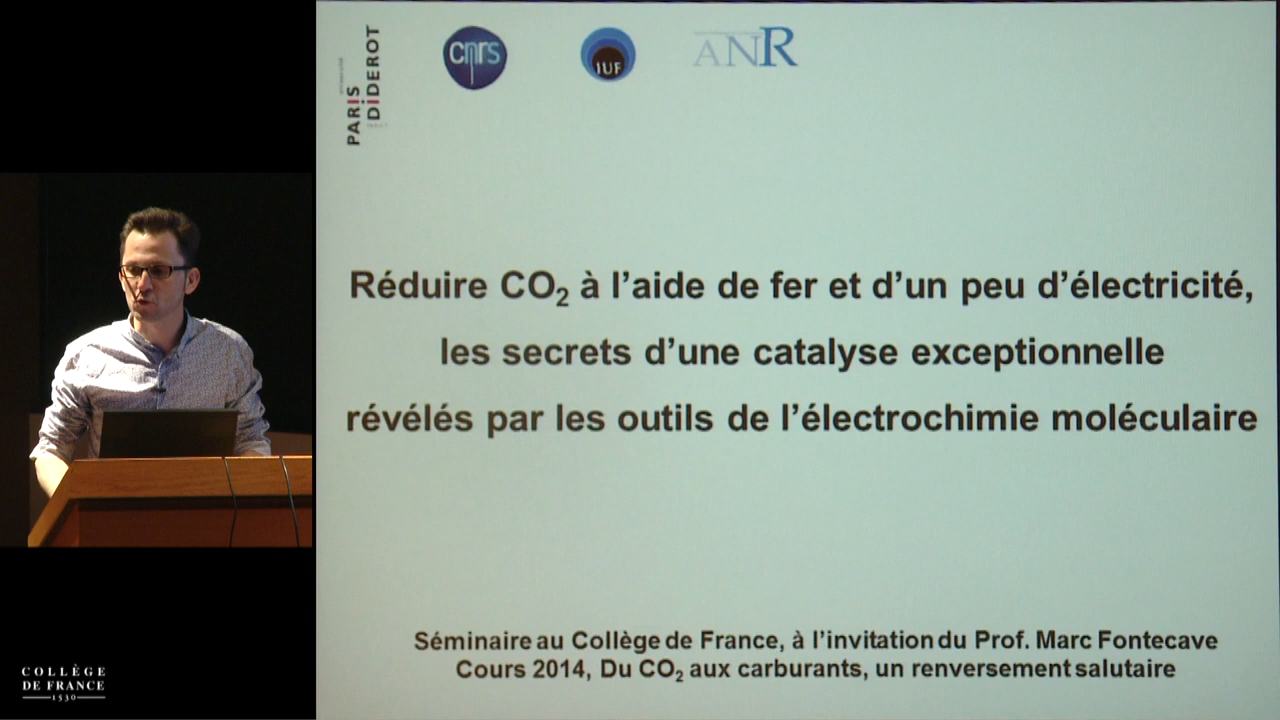 PARIS
DiDEROT
cnrs
IUF
ANR
Réduire CO₂ à l’aide de fer et d’un peu d’électricité,
les secrets d’une catalyse exceptionnelle
révélés par les outils de l’électrochimie moléculaire
Séminaire au Collège de France, à l’invitation du Prof. Marc Fontecave
Cours 2014, Du CO₂ aux carburants, un renversement salutaire
COLLÈGE
DE FRANCE
1530